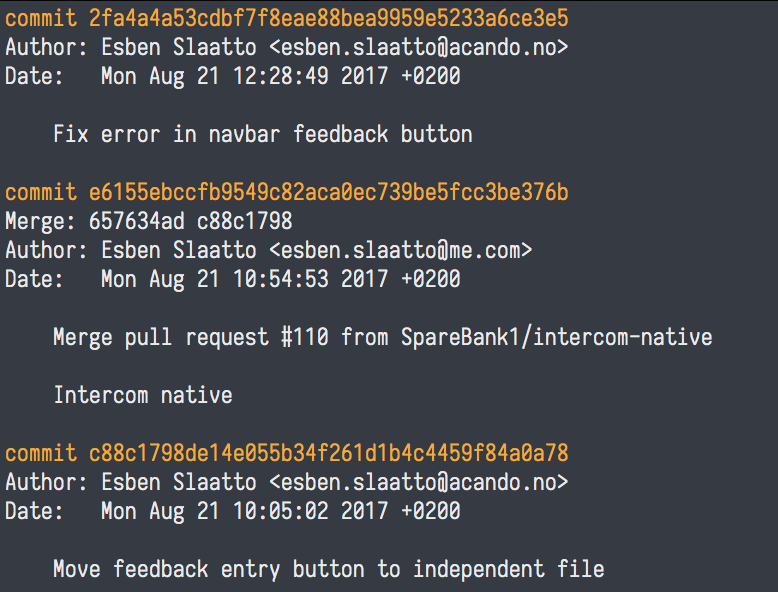 commit 2fa4a4a53cdbf7f8eae88bea9959e5233a6ce3e5
Author: Esben Slaatto <esben.slaatto@acando.no>
Date:   Mon Aug 21 12:28:49 2017 +0200
Fix error in navbar feedback button
commit e6155ebccfb9549c82aca0ec739be5fcc3be376b
Merge: 657634ad c88c1798
Author: Esben Slaatto <esben.slaatto@me.com>
Date:   Mon Aug 21 10:54:53 2017 +0200
Merge pull request #110 from SpareBank1/intercom-native
Intercom native
commit c88c1798de14e055b34f261d1b4c4459f84a0a78
Author: Esben Slaatto <esben.slaatto@acando.no>
Date:   Mon Aug 21 10:05:02 2017 +0200
Move feedback entry button to independent file